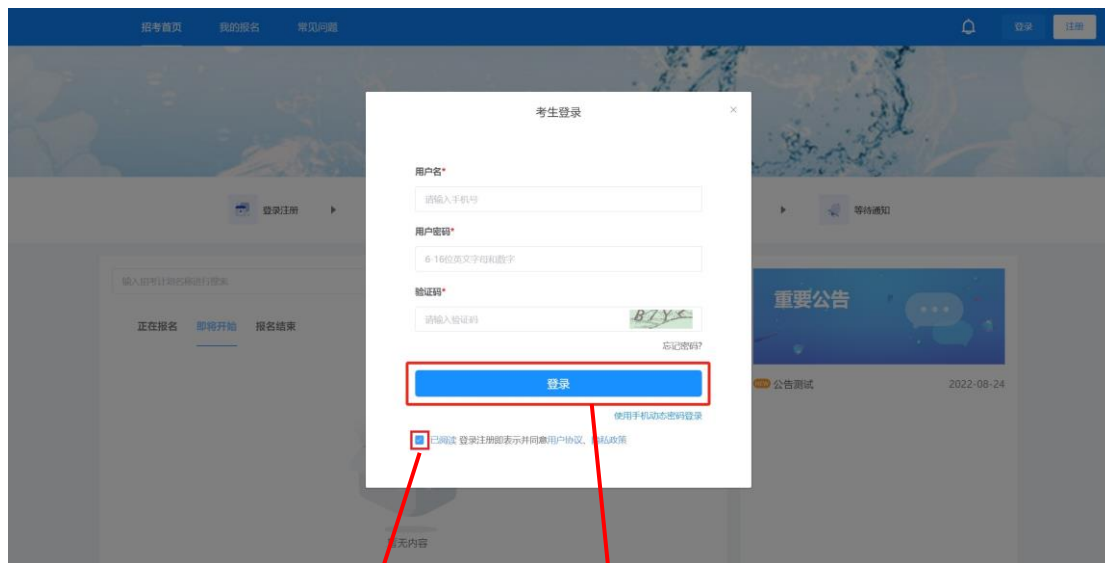 招考首页 我的报名 常见问题 登录 注册
考生登录
用户名*
请输入手机号
登录注册 等待通知
用户密码*
6-16位英文字母和数字
输入招考计划名称进行搜索
验证码*
请输入验证码 B7YC
重要公告
正在报名 即将开始 报名结束
忘记密码?
登录
NEW 公告测试 2022-08-24
使用手机动态密码登录
已阅读 登录注册即表示并同意用户协议、隐私政策
暂无内容